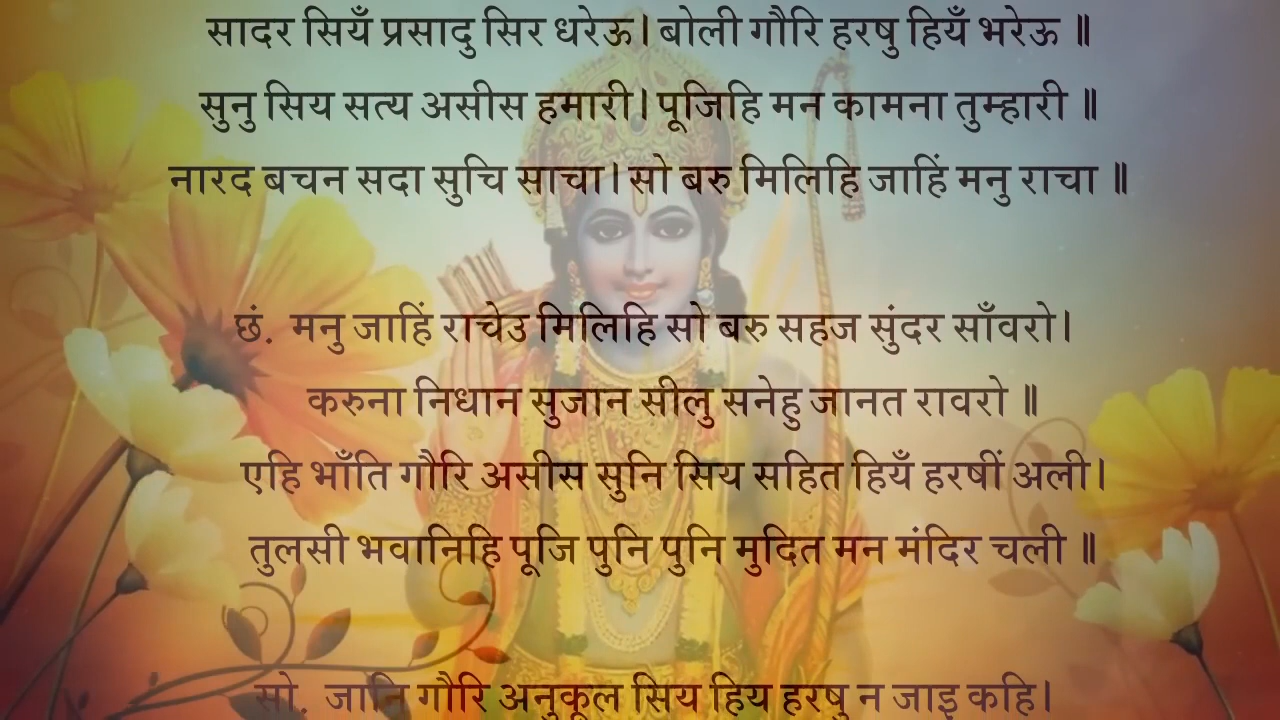 सादर सियँ प्रसादु सिर धरेऊ। बोली गौरि हरषु हियँ भरेऊ ॥
सुनु सिय सत्य असीस हमारी। पूजिहि मन कामना तुम्हारी ॥
नारद बचन सदा सुचि साचा। सो बरु मिलिहि जाहिं मनु राचा ॥
छं. मनु जाहिं राचेउ मिलिहि सो बरु सहज सुंदर साँवरो।
करुना निधान सुजान सीलु सनेहु जानत रावरो ॥
एहि भाँति गौरि असीस सुनि सिय सहित हियँ हरषीं अली।
तुलसी भवानिहि पूजि पुनि पुनि मुदित मन मंदिर चली ॥
सो. जानि गौरि अनुकूल सिय हिय हरषु न जाइ कहि।